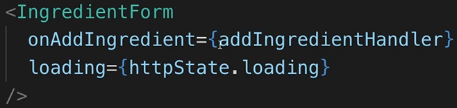 <IngredientForm
onAddIngredient={addIngredientHandler}
loading={httpState.loading}
/>